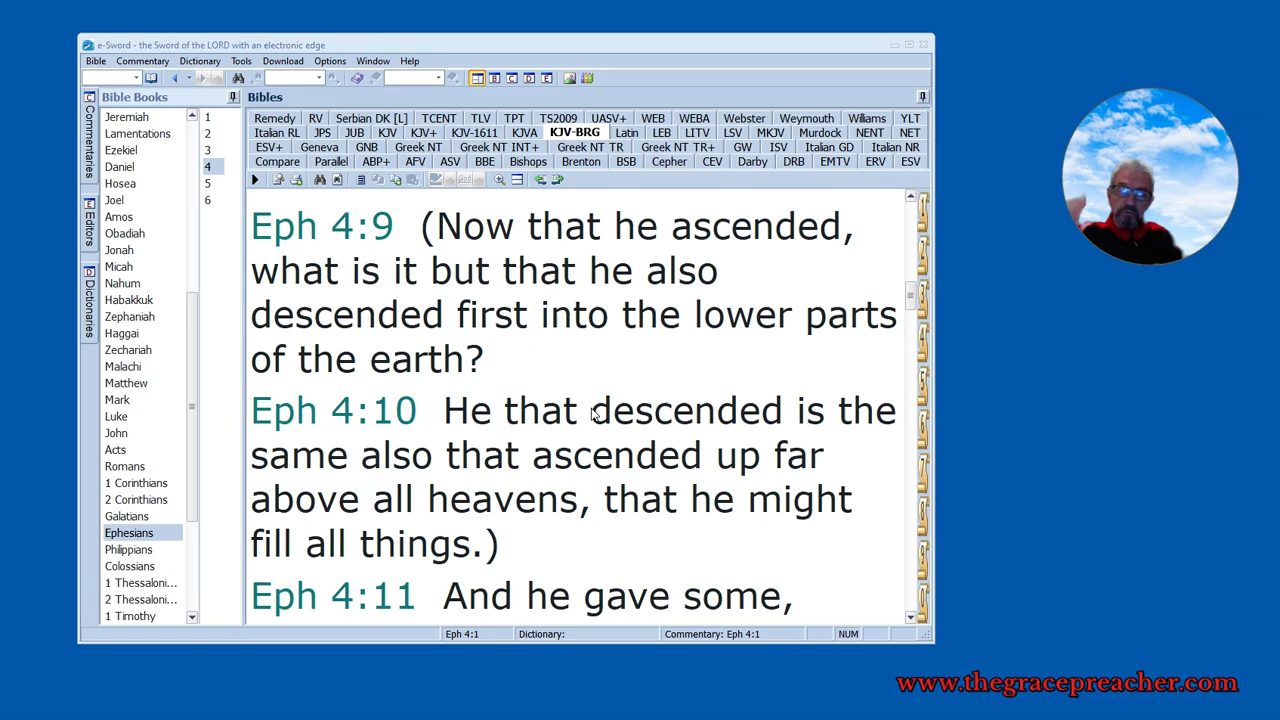 e-Sword - the Sword of the LORD with an electronic edge
Bible Commentary Dictionary Tools Options Download Window Help
B C D E
Commentaries
Editors
Dictionaries
Bible Books
Jeremiah 1
Lamentations 2
Ezekiel 3
Daniel 4
Hosea 5
Joel 6
Amos
Obadiah
Jonah
Micah
Nahum
Habakkuk
Zephaniah
Haggai
Zechariah
Malachi
Matthew
Mark
Luke
John
Acts
Romans
1 Corinthians
2 Corinthians
Galatians
Ephesians
Philippians
Colossians
1 Thessaloni...
2 Thessaloni...
1 Timothy
Bibles
Remedy RV Serbian DK [L] TCENT TLV TPT TS2009 UASV+ WEB WEBA Webster Weymouth Wiliams YLT
Italian RL JPS JUB KJV KJV+ KJV-1611 KJVA KJV-BRG Latin LEB LITV LSV MKJV Murdock NENT NET
ESV+ Geneva GNB Greek NT Greek NT INT+ Greek NT TR Greek NT TR+ GW ISV Italian GD Italian NR
Compare Parallel ABP+ AFV ASV BBE Bishops Brenton BSB Cepher CEV Darby DRB EMTV ERV ESV
Eph 4:9 (Now that he ascended,
what is it but that he also
descended first into the lower parts
of the earth?
Eph 4:10 He that descended is the
same also that ascended up far
above all heavens, that he might
fill all things.)
Eph 4:11 And he gave some,
Eph 4:1 Dictionary: Commentary: Eph 4:1 NUM
www.thegracepreacher.com